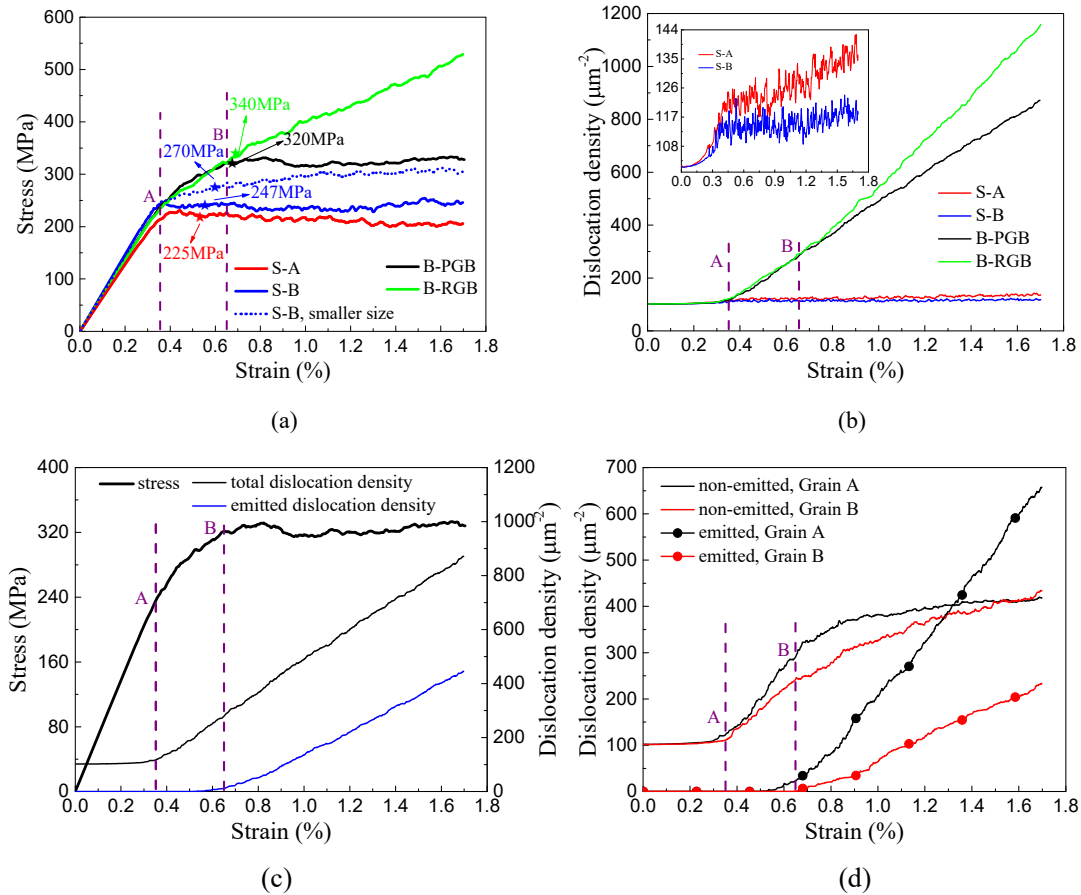 600
500
400
300
200
100
0
0.0 0.2 0.4 0.6 0.8 1.0 1.2 1.4 1.6 1.8
Stress (MPa)
Strain (%)
A
B
340MPa
320MPa
270MPa
247MPa
225MPa
S-A
S-B
S-B, smaller size
B-PGB
B-RGB
(a)
1200
1000
800
600
400
200
0
0.0 0.2 0.4 0.6 0.8 1.0 1.2 1.4 1.6 1.8
Dislocation density (μm⁻²)
Strain (%)
144
135
126
117
108
0.0 0.3 0.6 0.9 1.2 1.5 1.8
S-A
S-B
A
B
S-A
S-B
B-PGB
B-RGB
(b)
400
320
240
160
80
0
0.0 0.2 0.4 0.6 0.8 1.0 1.2 1.4 1.6 1.8
1200
1000
800
600
400
200
0
Stress (MPa)
Strain (%)
Dislocation density (μm⁻²)
stress
total dislocation density
emitted dislocation density
A
B
(c)
700
600
500
400
300
200
100
0
0.0 0.2 0.4 0.6 0.8 1.0 1.2 1.4 1.6 1.8
Dislocation density (μm⁻²)
Strain (%)
non-emitted, Grain A
non-emitted, Grain B
emitted, Grain A
emitted, Grain B
A
B
(d)